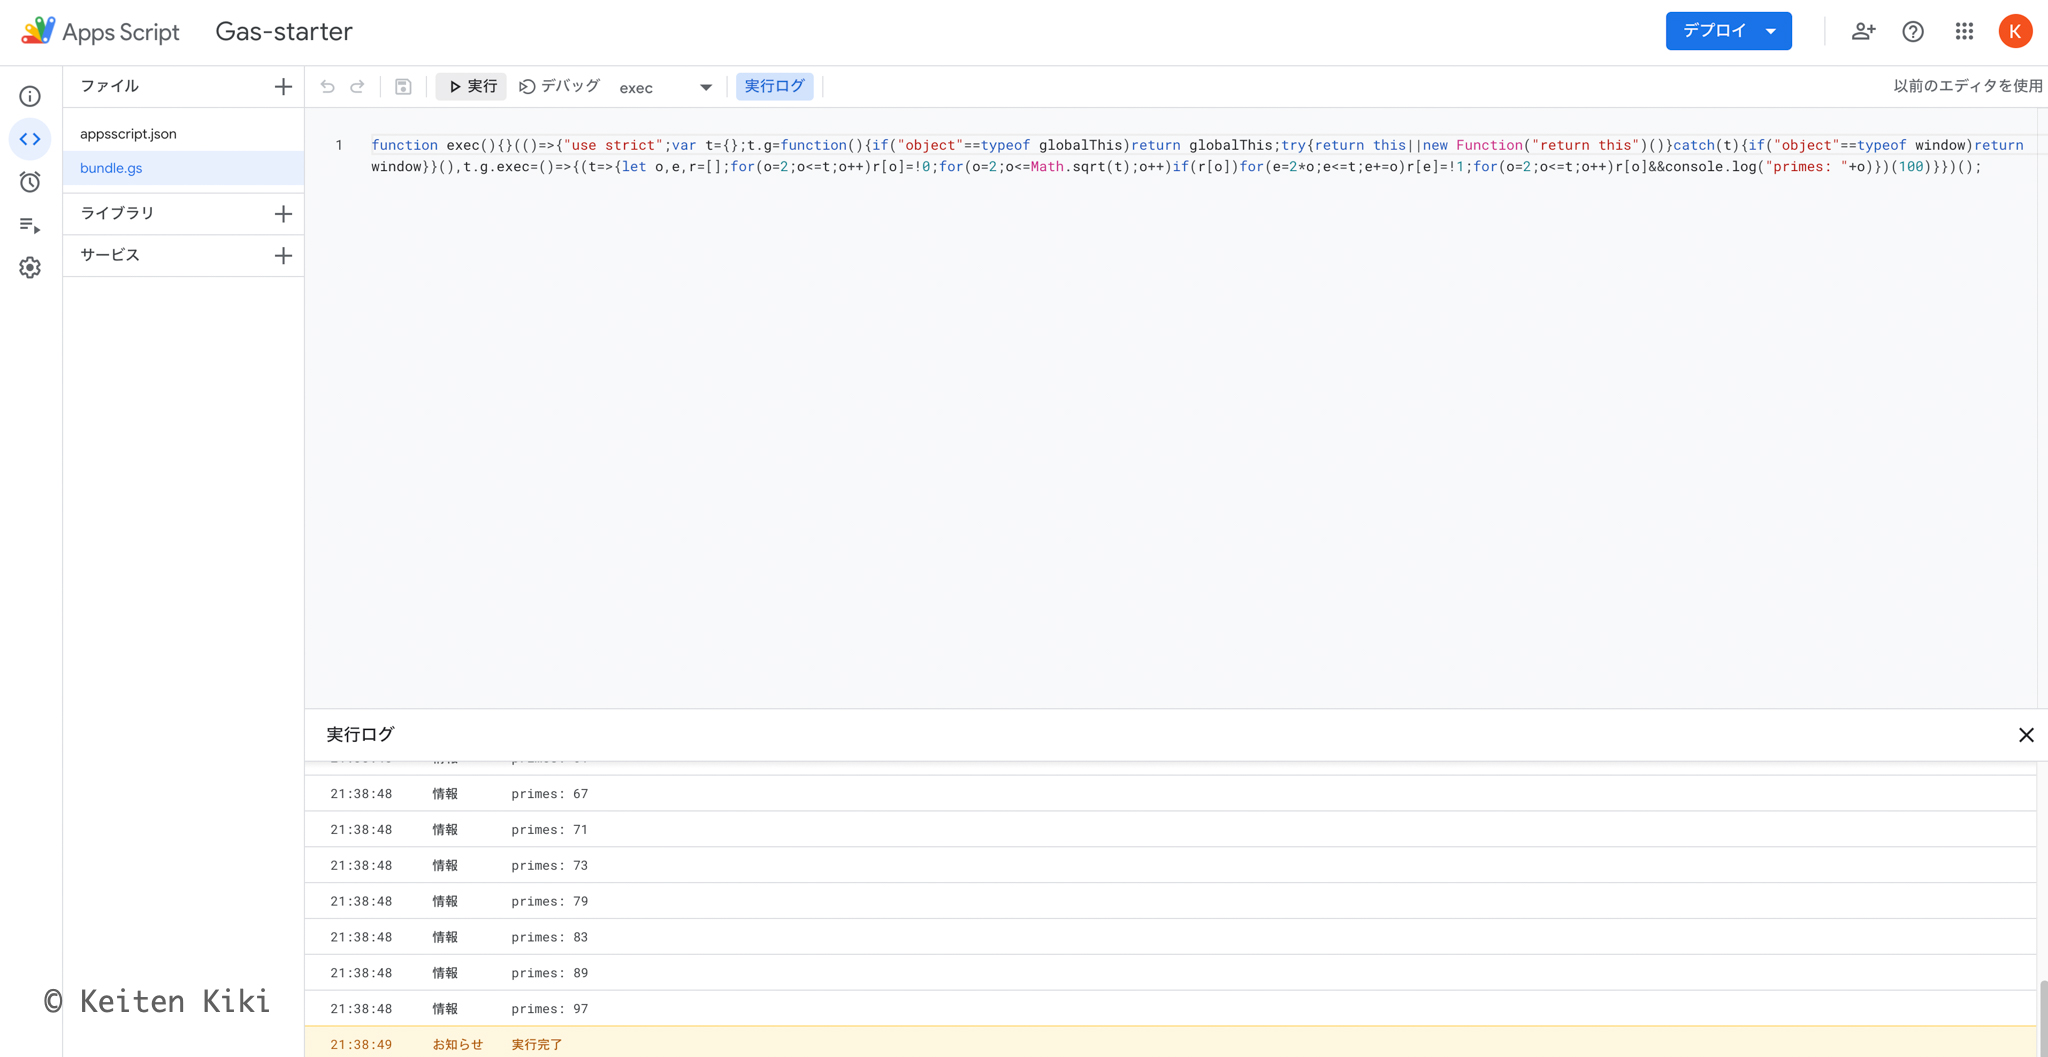 Apps Script Gas-starter デプロイ K
ファイル 実行 デバッグ exec 実行ログ 以前のエディタを使用
appsscript.json
bundle.gs
ライブラリ
サービス
1 function exec(){}(()=>{"use strict";var t={};t.g=function(){if("object"==typeof globalThis)return globalThis;try{return this||new Function("return this")()}catch(t){if("object"==typeof window)return
window}}(),t.g.exec=()=>{(t=>{let o,e,r=[];for(o=2;o<=t;o++)r[o]=!0;for(o=2;o<=Math.sqrt(t);o++)if(r[o])for(e=2*o;e<=t;e+=o)r[e]=!1;for(o=2;o<=t;o++)r[o]&&console.log("primes: "+o)})(100)}})();
実行ログ
21:38:48 情報 primes: 67
21:38:48 情報 primes: 71
21:38:48 情報 primes: 73
21:38:48 情報 primes: 79
21:38:48 情報 primes: 83
21:38:48 情報 primes: 89
21:38:48 情報 primes: 97
21:38:49 お知らせ 実行完了
© Keiten Kiki